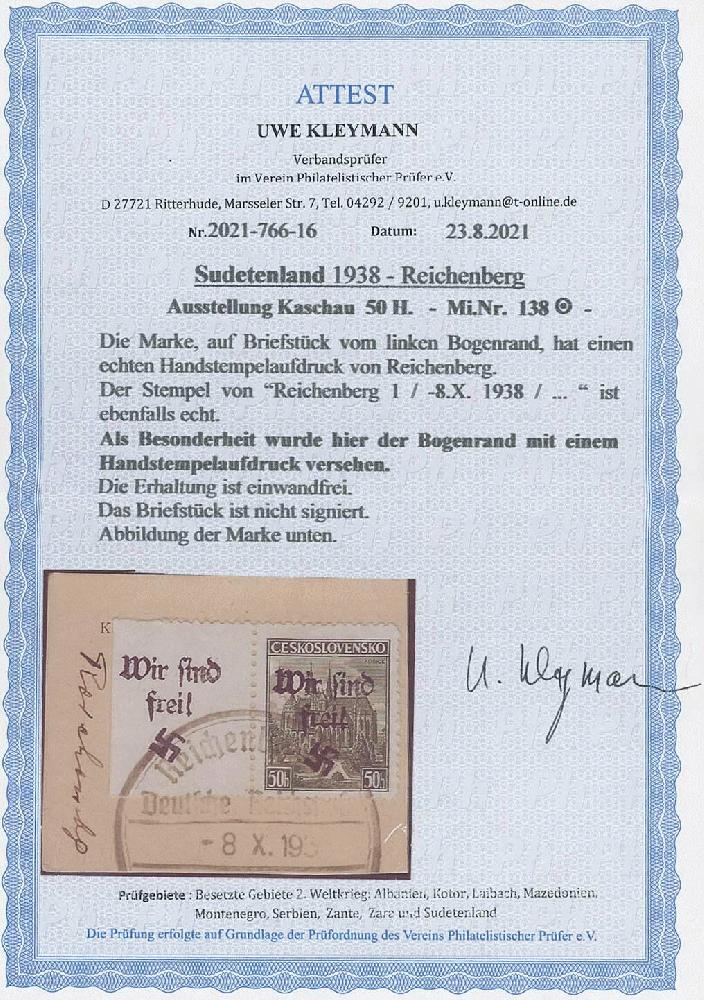 ATTEST
UWE KLEYMANN
Verbandsprüfer
im Verein Philatelistischer Prüfer e.V.
D 27721 Ritterhude, Marsseler Str. 7, Tel. 04292 / 9201, u.kleymann@t-online.de
Nr.2021-766-16 Datum: 23.8.2021
Sudetenland 1938 - Reichenberg
Ausstellung Kaschau 50 H. - Mi.Nr. 138 ⊙ -
Die Marke, auf Briefstück vom linken Bogenrand, hat einen
echten Handstempelaufdruck von Reichenberg.
Der Stempel von “Reichenberg 1 / -8.X. 1938 / ... “ ist
ebenfalls echt.
Als Besonderheit wurde hier der Bogenrand mit einem
Handstempelaufdruck versehen.
Die Erhaltung ist einwandfrei.
Das Briefstück ist nicht signiert.
Abbildung der Marke unten.
K
ČESKOSLOVENSKO
Wir sind
frei!
Wir sind
frei!
Reichenb
50h 50h
Deutsche
- 8 X. 193
U. Kleymann
Prüfgebiete : Besetzte Gebiete 2. Weltkrieg: Albanien, Kotor, Laibach, Mazedonien,
Montenegro, Serbien, Zante, Zara und Sudetenland
Die Prüfung erfolgte auf Grundlage der Prüfordnung des Vereins Philatelistischer Prüfer e.V.